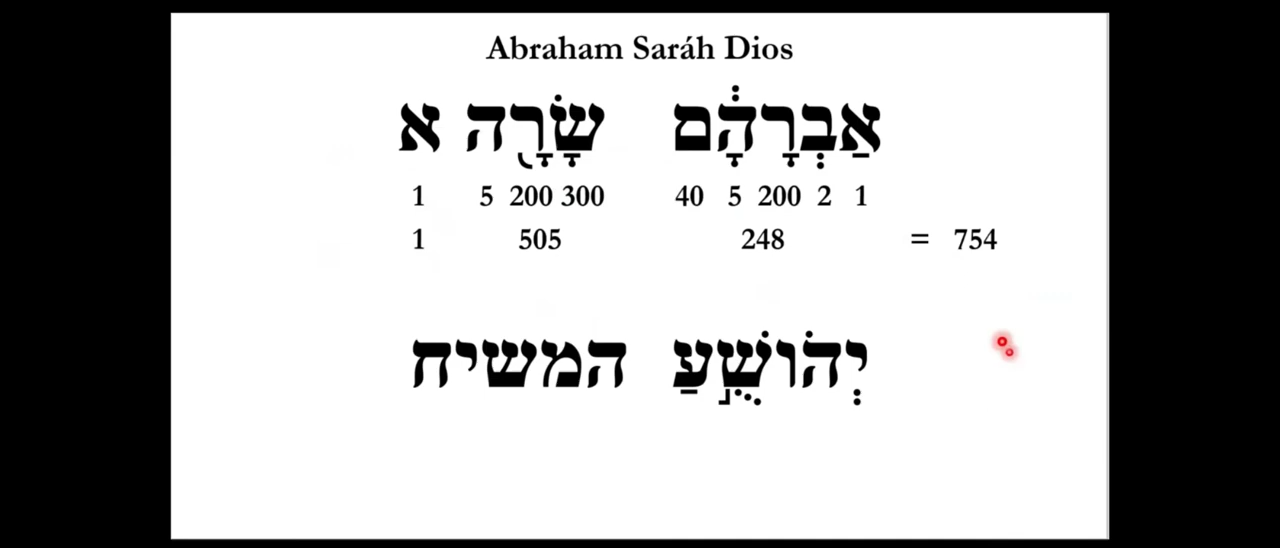 Abraham Saráh Dios
אַבְרָהָ֔ם שָׂרָ֖ה א
1 5 200 300 40 5 200 2 1
1 505 248 = 754
יְהוֹשֻׁ֣עַ המשיח